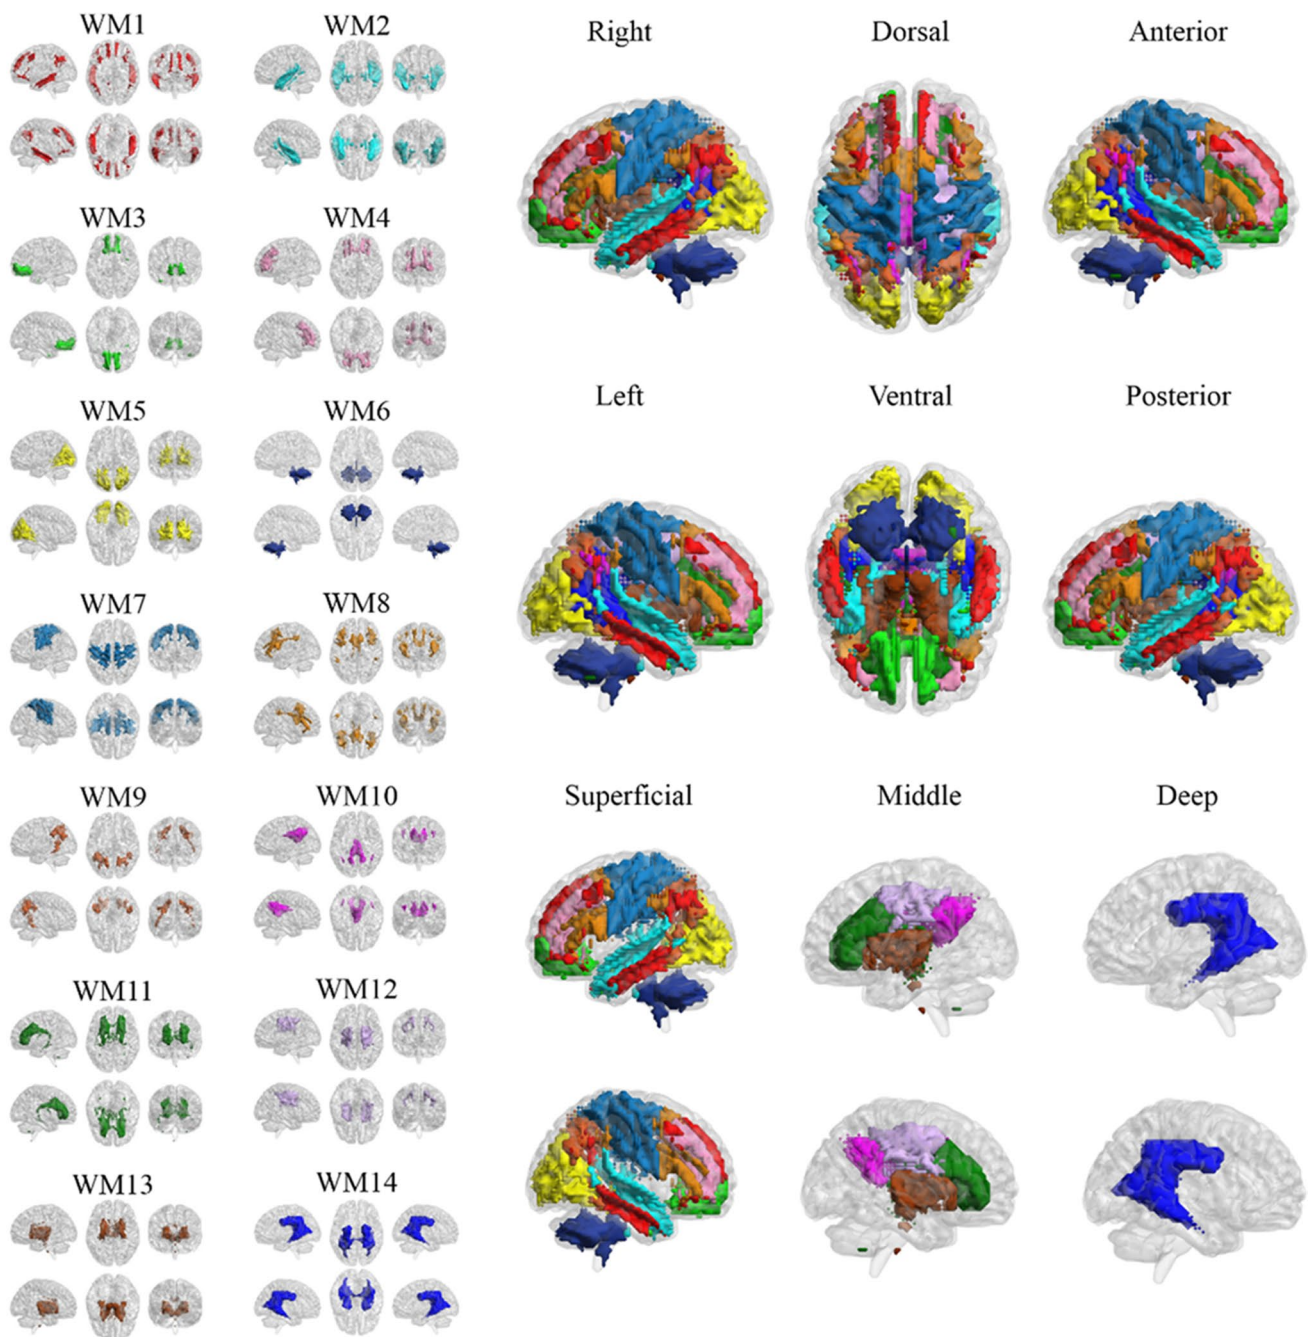 WM1
WM2
WM3
WM4
WM5
WM6
WM7
WM8
WM9
WM10
WM11
WM12
WM13
WM14
Right
Dorsal
Anterior
Left
Ventral
Posterior
Superficial
Middle
Deep